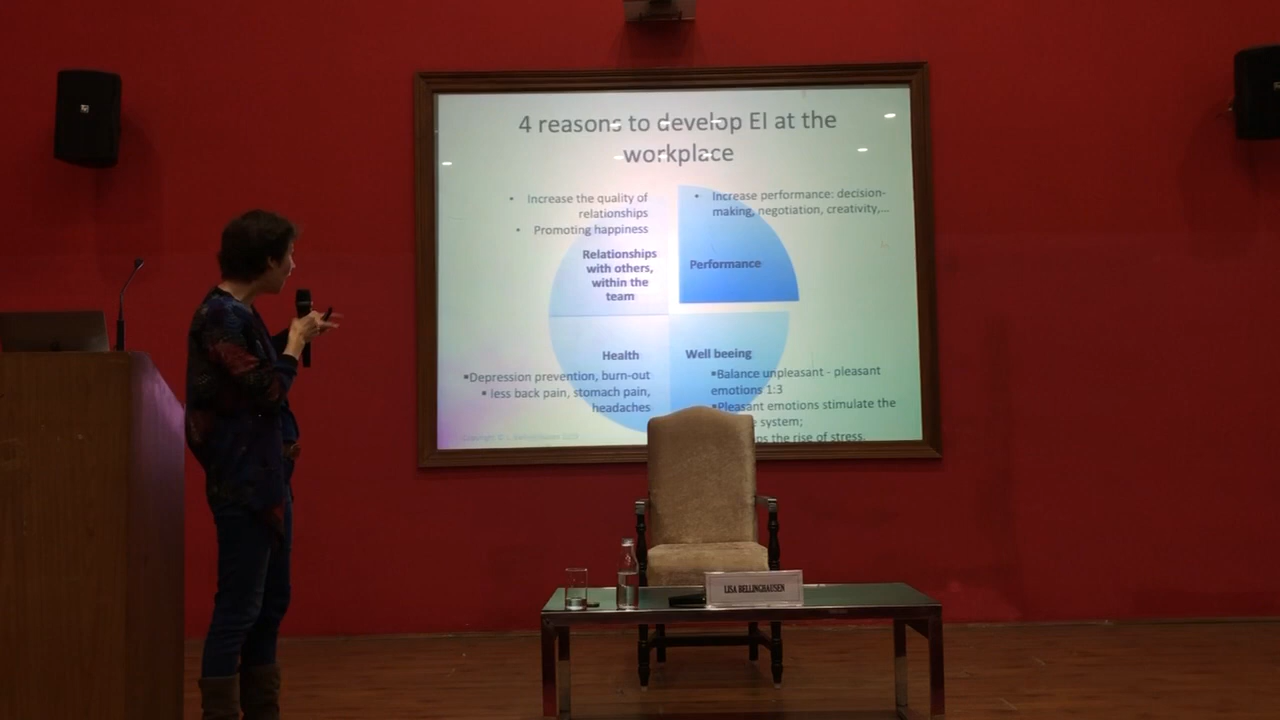 4 reasons to develop EI at the
workplace
• Increase the quality of
relationships
• Promoting happiness
Relationships
with others,
within the
team
• Increase performance: decision-
making, negotiation, creativity,...
Performance
Health
▪Depression prevention, burn-out
▪ less back pain, stomach pain,
headaches
Well beeing
▪Balance unpleasant - pleasant
emotions 1:3
▪Pleasant emotions stimulate the
system;
the rise of stress.
Copyright
LISA BELLINGHAUSEN